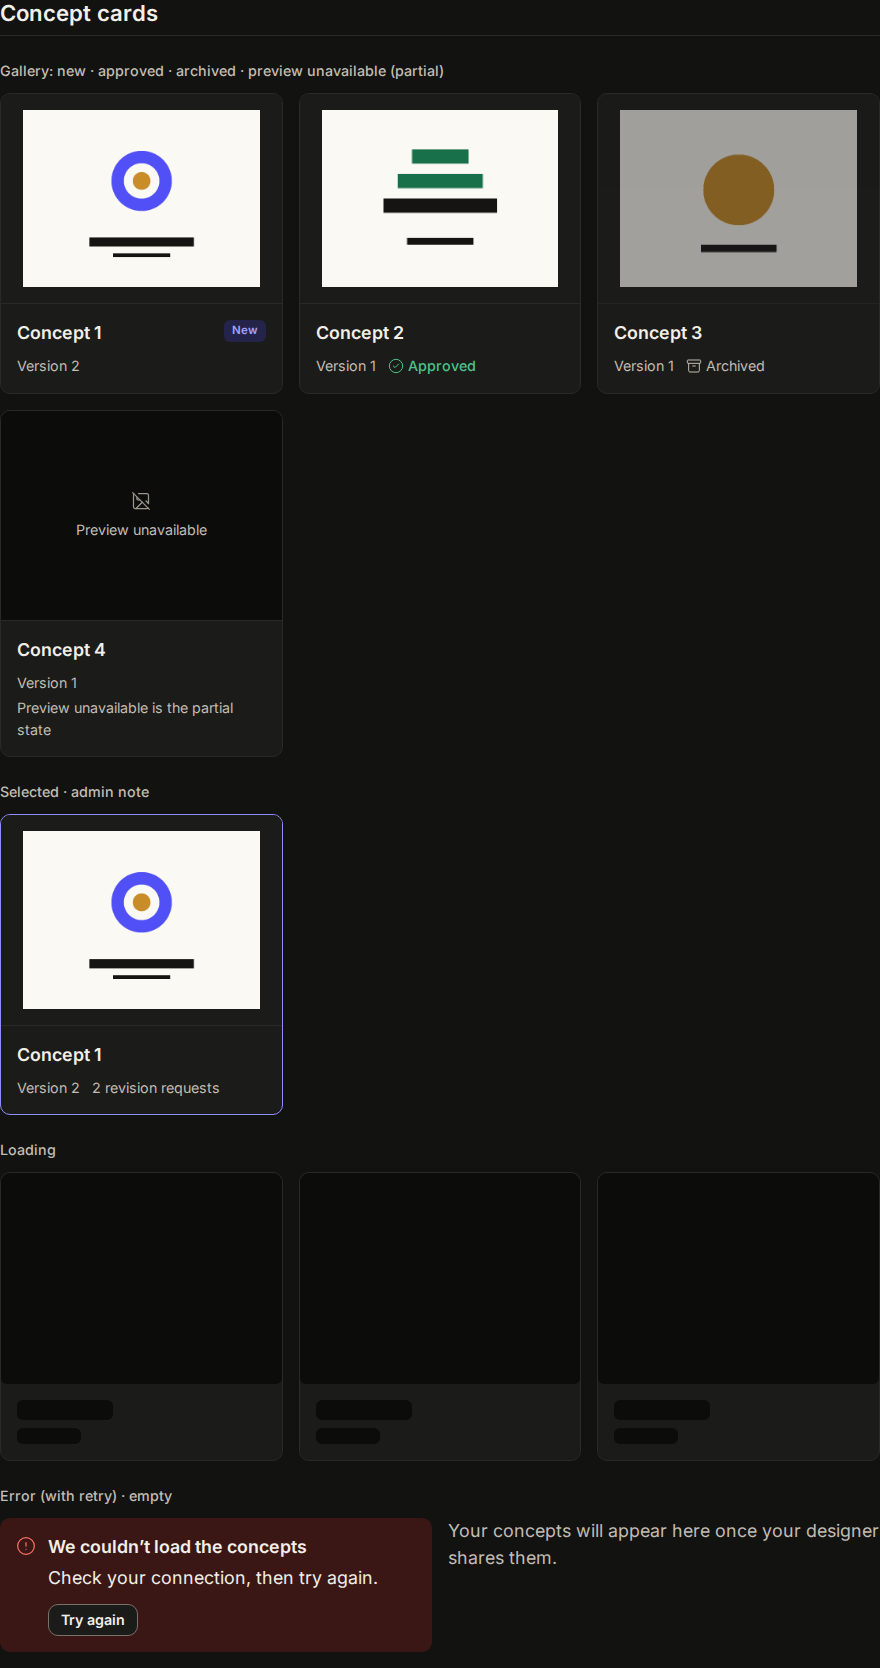 Concept cards
Gallery: new · approved · archived · preview unavailable (partial)
Concept 1
New
Version 2
Concept 2
Version 1
Approved
Concept 3
Version 1
Archived
Preview unavailable
Concept 4
Version 1
Preview unavailable is the partial
state
Selected · admin note
Concept 1
Version 2 2 revision requests
Loading
Error (with retry) · empty
We couldn’t load the concepts
Check your connection, then try again.
Try again
Your concepts will appear here once your designer
shares them.